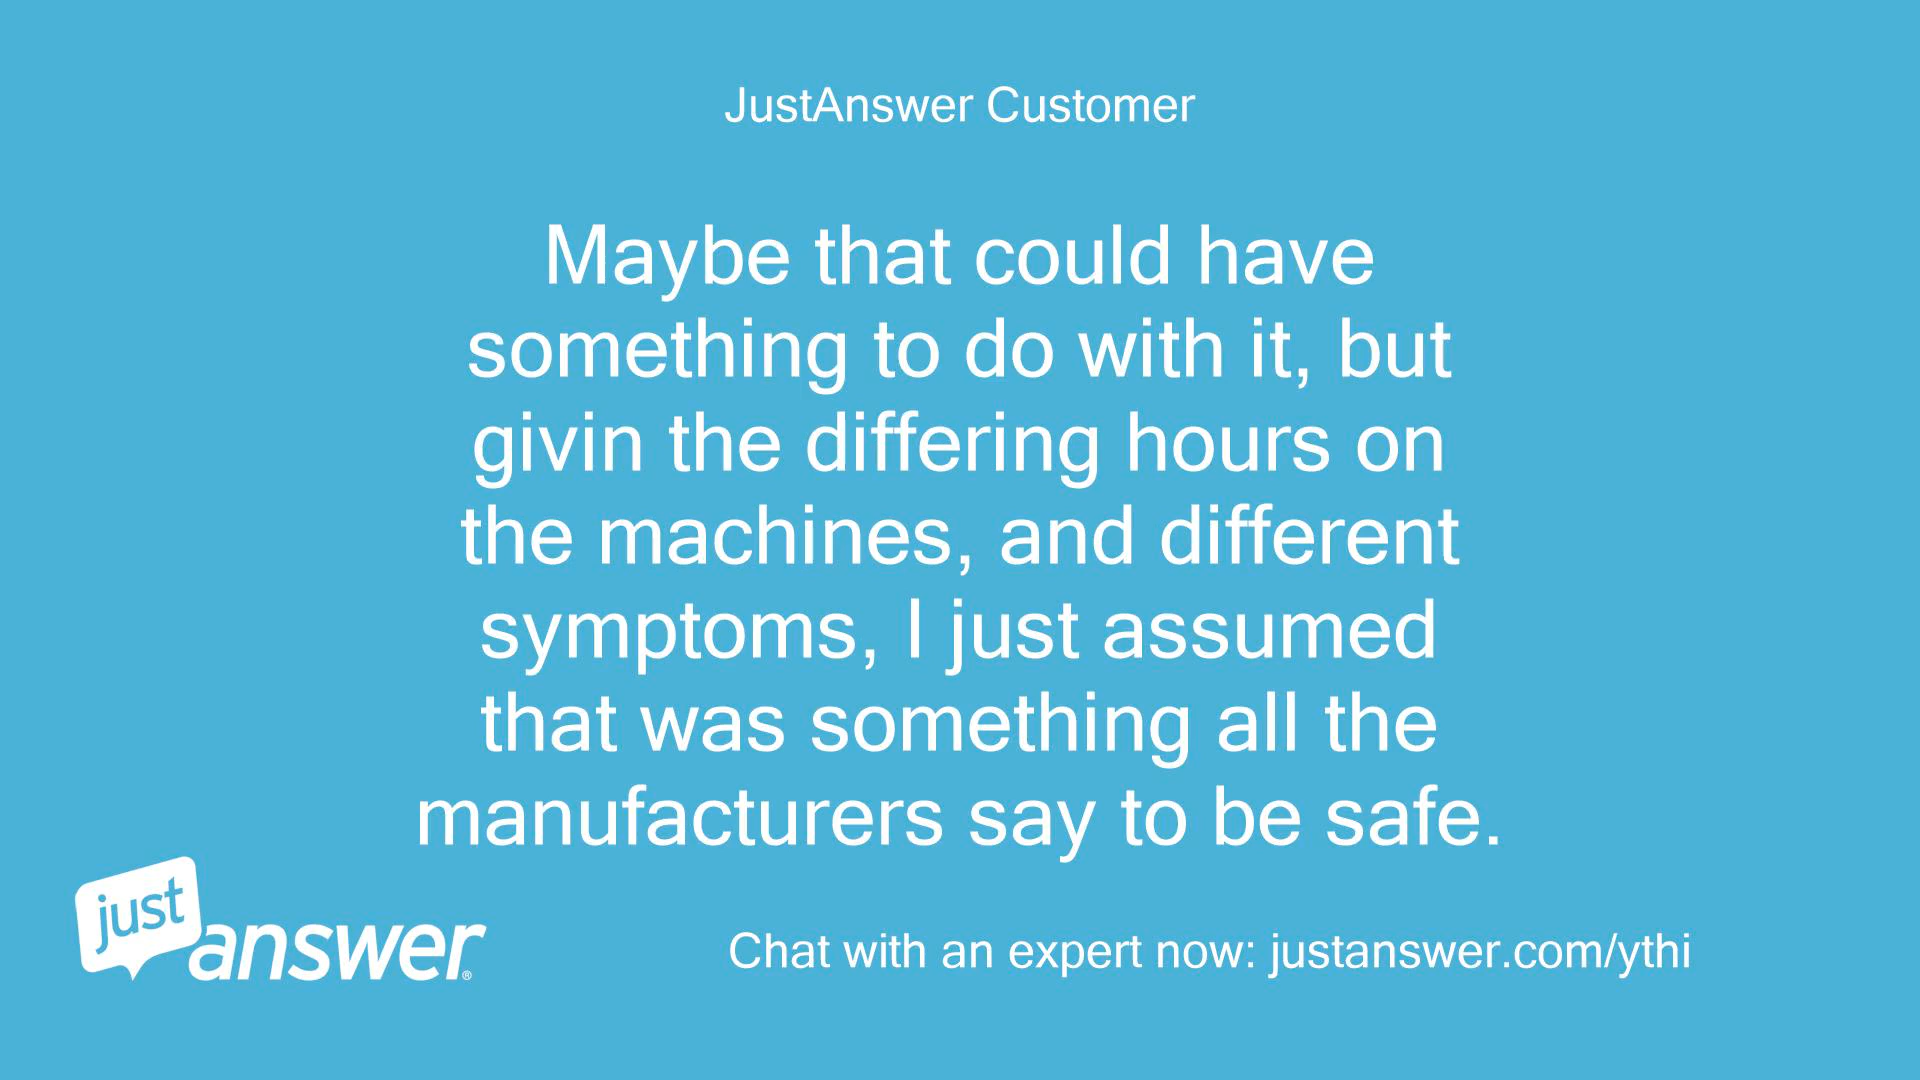 JustAnswer Customer
Maybe that could have
something to do with it, but
givin the differing hours on
the machines, and different
symptoms, I just assumed
that was something all the
manufacturers say to be safe.
just
answer®
Chat with an expert now: justanswer.com/ythi